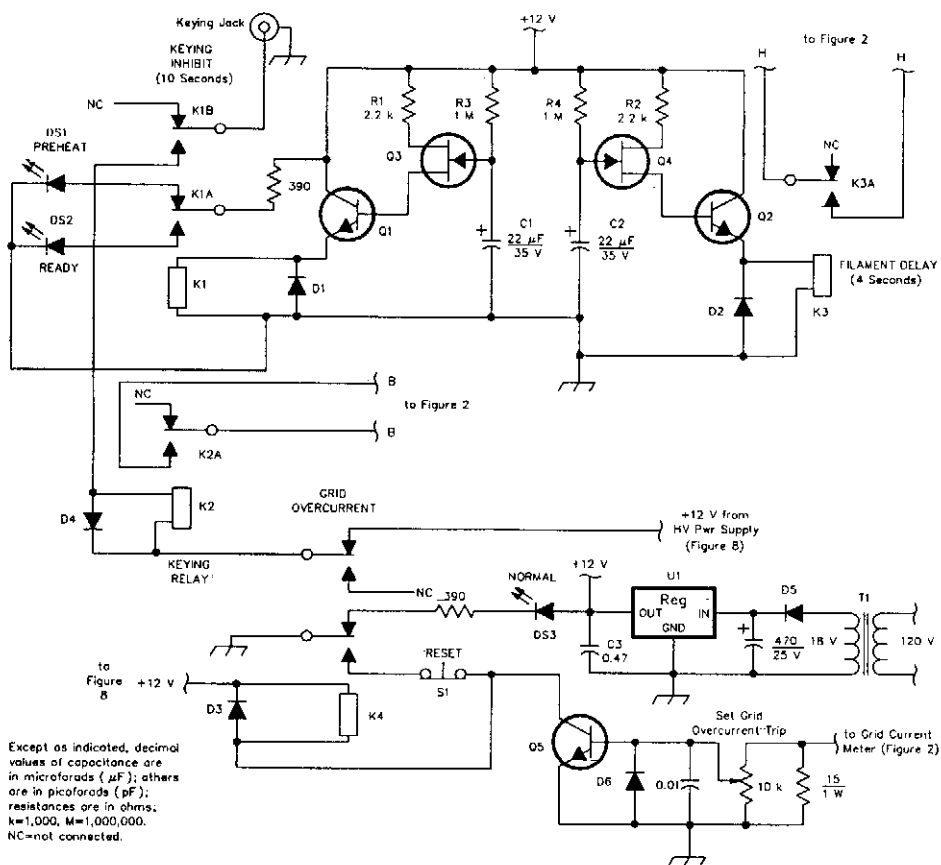 Keying Jack
KEYING
INHIBIT
(10 Seconds)
+12 V
to Figure 2
H
H
NC
K1B
DS1
PREHEAT
K1A
DS2
READY
390
R1
2.2 k
R3
1 M
R4
1 M
R2
2.2 k
Q3
Q4
Q1
Q2
C1
22 µF
35 V
C2
22 µF
35 V
NC
K3A
K1
D1
D2
K3
FILAMENT DELAY
(4 Seconds)
NC
B
to Figure 2
B
K2A
D4
K2
KEYING
RELAY
GRID
OVERCURRENT
+12 V from
HV Pwr Supply
(Figure 8)
NC
390
NORMAL
DS3
+12 V
U1
Reg
OUT
IN
GND
D5
T1
C3
0.47
470
25 V
18 V
120 V
RESET
S1
to
Figure
8
+12 V
D3
K4
Q5
D6
0.01
Set Grid
Overcurrent Trip
10 k
15
1 W
to Grid Current
Meter (Figure 2)
Except as indicated, decimal
values of capacitance are
in microfarads ( µF); others
are in picofarads ( pF);
resistances are in ohms;
k=1,000, M=1,000,000.
NC=not connected.